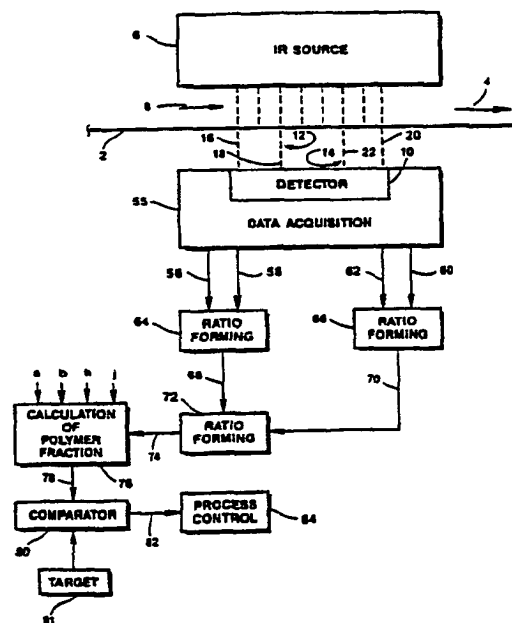 6
IR SOURCE
8
4
2
16
12
18
14
22
20
10
DETECTOR
55
DATA ACQUISITION
56
58
62
60
64
RATIO
FORMING
66
RATIO
FORMING
68
70
a b h j
72
CALCULATION
OF
POLYMER
FRACTION
RATIO
FORMING
74
76
78
COMPARATOR
80
82
PROCESS
CONTROL
84
TARGET
81